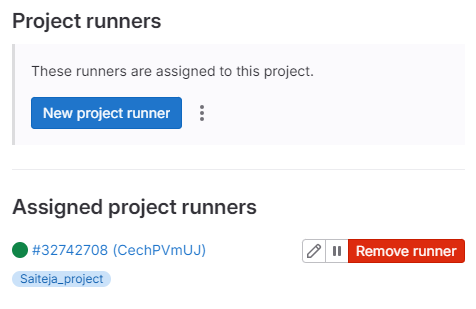 Project runners
These runners are assigned to this project.
New project runner
Assigned project runners
#32742708 (CechPVmUJ)
Remove runner
Saiteja_project